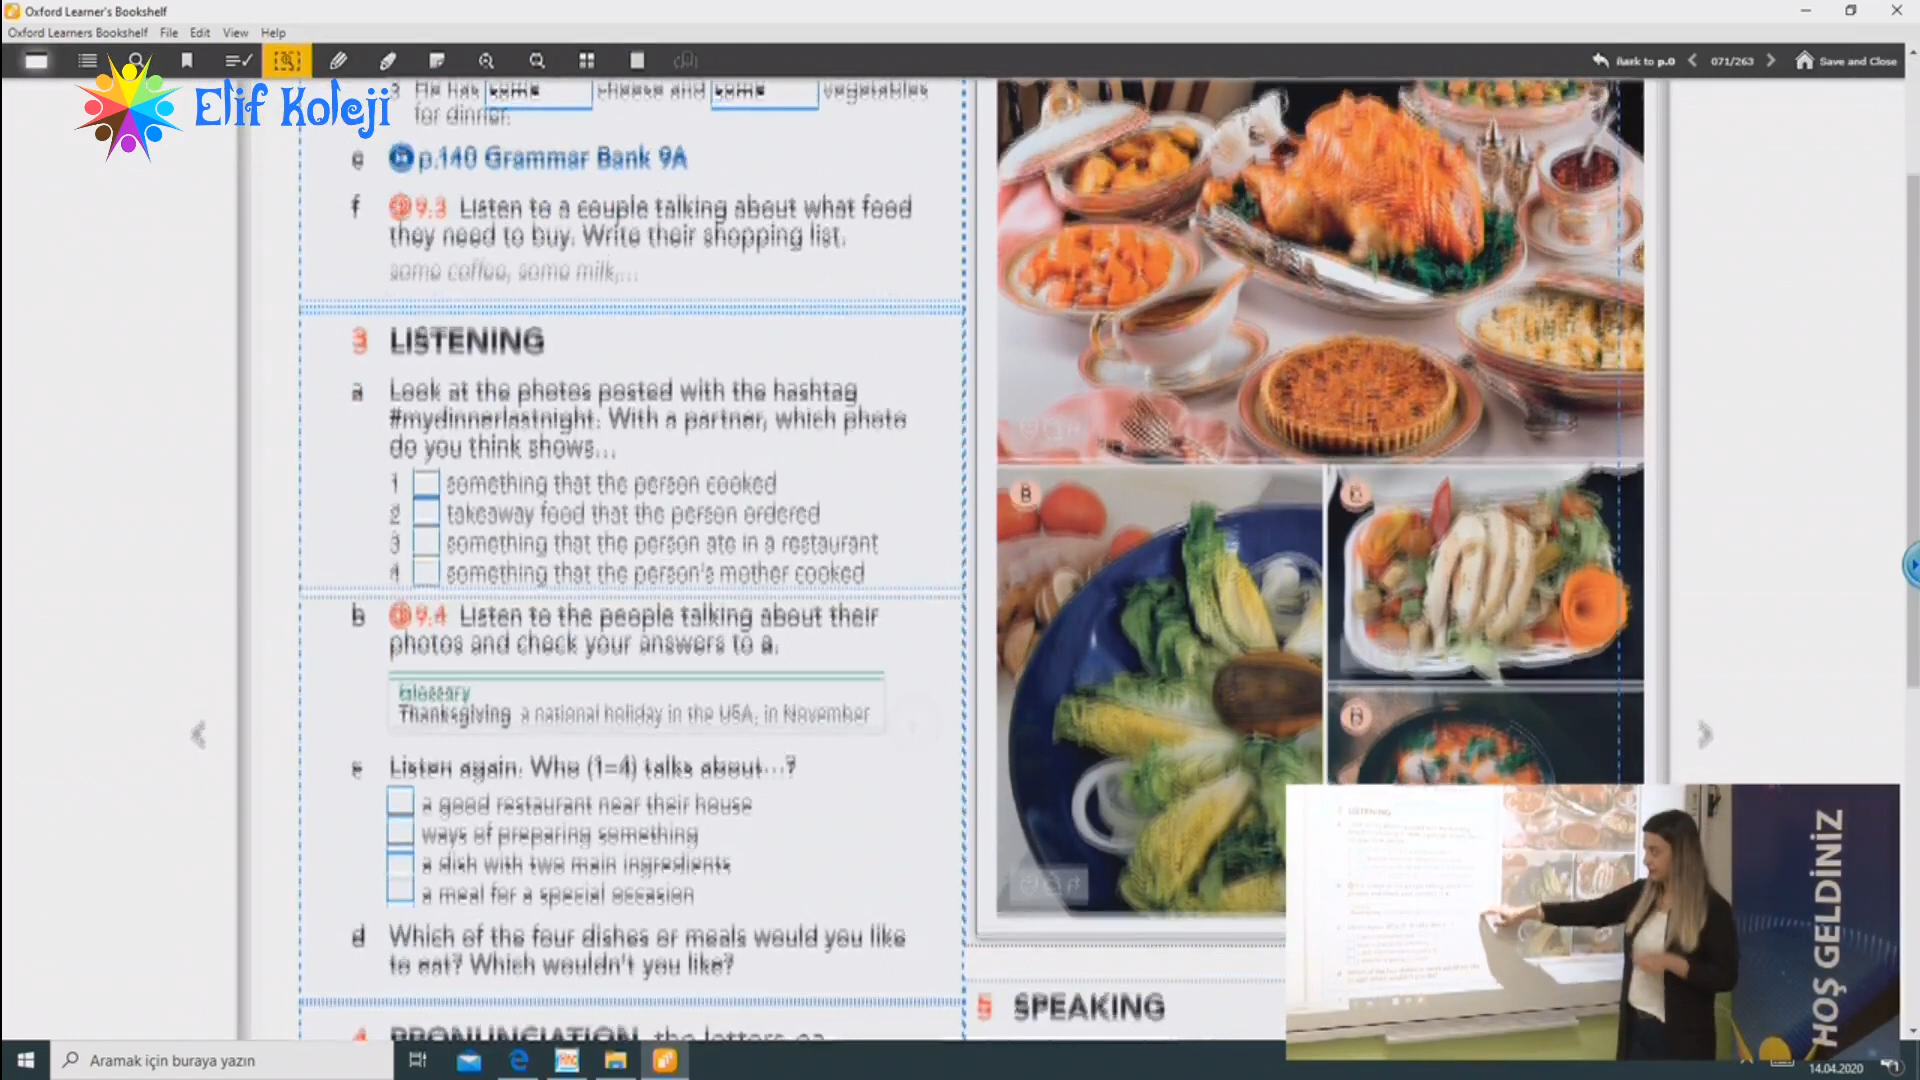 Oxford Learner's Bookshelf
Oxford Learners Bookshelf File Edit View Help
Back to p.0 071/263 Save and Close
Elif Koleji
3 He has some cheese and some vegetables
for dinner.
e p.140 Grammar Bank 9A
f 9.3 Listen to a couple talking about what food
they need to buy. Write their shopping list.
some coffee, some milk,...
3 LISTENING
a Look at the photos posted with the hashtag
#mydinnerlastnight. With a partner, which photo
do you think shows...
1 something that the person cooked
2 takeaway food that the person ordered
3 something that the person ate in a restaurant
4 something that the person's mother cooked
b 9.4 Listen to the people talking about their
photos and check your answers to a.
Glossary
Thanksgiving a national holiday in the USA, in November
c Listen again. Who (1–4) talks about...?
a good restaurant near their house
ways of preparing something
a dish with two main ingredients
a meal for a special occasion
d Which of the four dishes or meals would you like
to eat? Which wouldn't you like?
4 PRONUNCIATION the letters ea
B
C
D
5 SPEAKING
LISTENING
HOŞ GELDİNİZ
Aramak için buraya yazın
14.04.2020
1